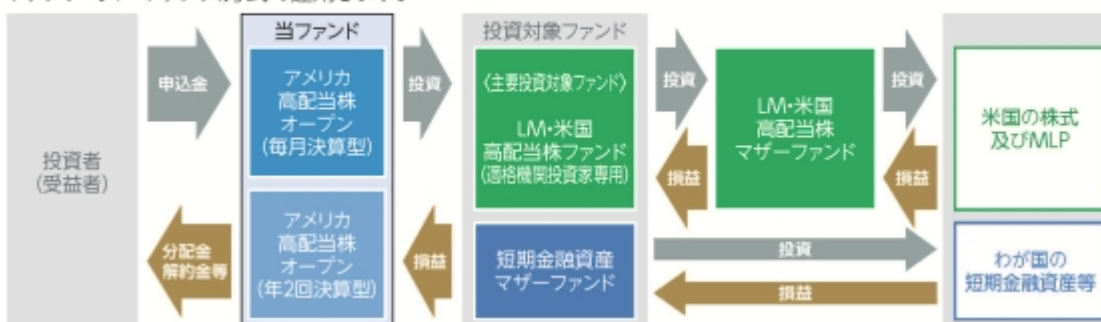 当ファンド
投資対象ファンド
申込金
アメリカ
高配当株
オープン
(毎月決算型)
投資
〈主要投資対象ファンド〉
LM・米国
高配当株ファンド
(適格機関投資家専用)
投資
LM・米国
高配当株
マザーファンド
投資
米国の株式
及びMLP
投資者
(受益者)
損益
損益
分配金
解約金等
アメリカ
高配当株
オープン
(年2回決算型)
損益
短期金融資産
マザーファンド
投資
損益
わが国の
短期金融資産等